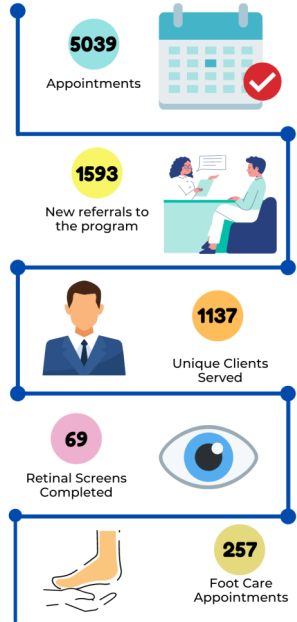 5039
Appointments
1593
New referrals to
the program
1137
Unique Clients
Served
69
Retinal Screens
Completed
257
Foot Care
Appointments